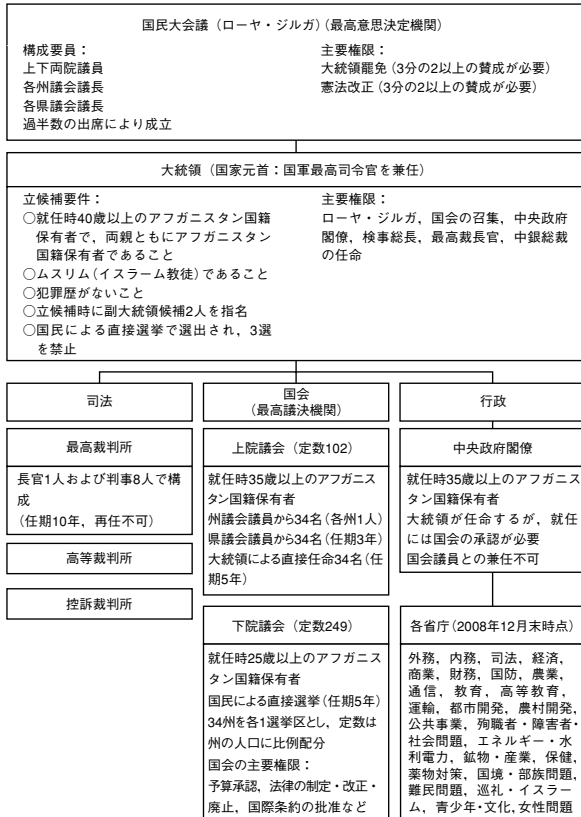 国民大会議（ローヤ・ジルガ）(最高意思決定機関)
構成要員：
上下両院議員
各州議会議長
各県議会議長
過半数の出席により成立
主要権限：
大統領罷免（3分の2以上の賛成が必要）
憲法改正（3分の2以上の賛成が必要）
大統領（国家元首：国軍最高司令官を兼任）
立候補要件：
○就任時40歳以上のアフガニスタン国籍
保有者で，両親ともにアフガニスタン
国籍保有者であること
○ムスリム(イスラーム教徒)であること
○犯罪歴がないこと
○立候補時に副大統領候補2人を指名
○国民による直接選挙で選出され，3選
を禁止
主要権限：
ローヤ・ジルガ，国会の召集，中央政府
閣僚，検事総長，最高裁長官，中銀総裁
の任命
司法
最高裁判所
長官1人および判事8人で構
成
(任期10年，再任不可)
高等裁判所
控訴裁判所
国会
(最高議決機関)
上院議会（定数102）
就任時35歳以上のアフガニス
タン国籍保有者
州議会議員から34名（各州1人）
県議会議員から34名（任期3年）
大統領による直接任命34名（任
期5年）
下院議会（定数249）
就任時25歳以上のアフガニス
タン国籍保有者
国民による直接選挙（任期5年）
34州を各1選挙区とし，定数は
州の人口に比例配分
国会の主要権限：
予算承認，法律の制定・改正・
廃止，国際条約の批准など
行政
中央政府閣僚
就任時35歳以上のアフガニス
タン国籍保有者
大統領が任命するが，就任
には国会の承認が必要
国会議員との兼任不可
各省庁(2008年12月末時点)
外務，内務，司法，経済，
商業，財務，国防，農業，
通信，教育，高等教育，
運輸，都市開発，農村開発，
公共事業，殉職者・障害者・
社会問題，エネルギー・水
利電力，鉱物・産業，保健，
薬物対策，国境・部族問題，
難民問題，巡礼・イスラー
ム，青少年・文化，女性問題